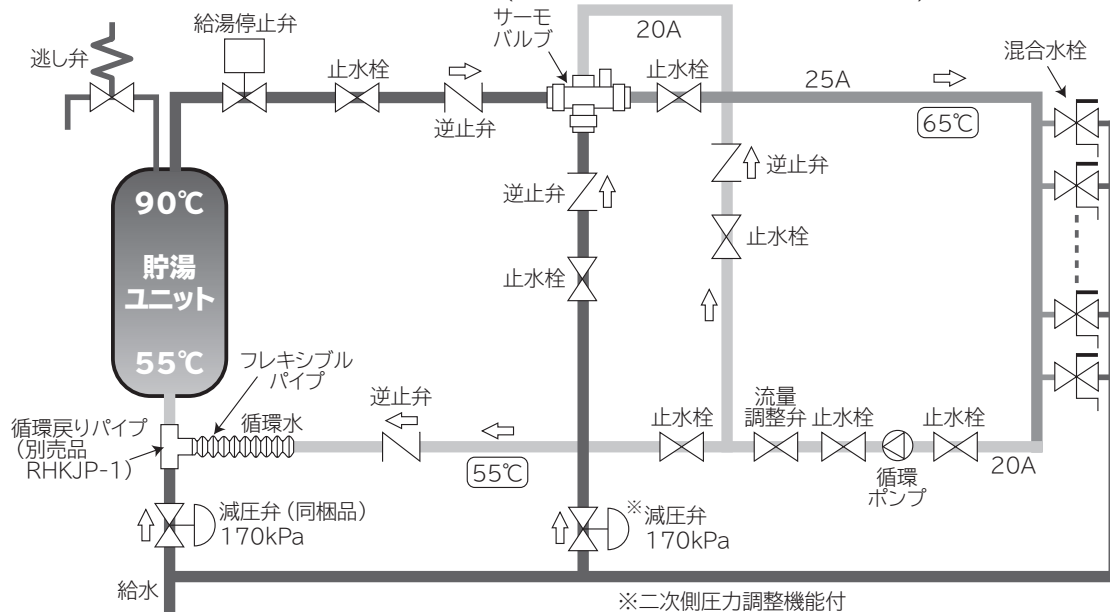 給湯停止弁
サーモ
バルブ
20A
逃し弁
止水栓
止水栓
25A
混合水栓
逆止弁
65℃
90℃
逆止弁
逆止弁
貯湯
ユニット
止水栓
止水栓
55℃
フレキシブル
パイプ
循環戻りパイプ
(別売品
RHKJP-1)
循環水
逆止弁
55℃
止水栓
流量
調整弁
止水栓
循環
ポンプ
止水栓
20A
減圧弁(同梱品)
170kPa
※減圧弁
170kPa
給水
※二次側圧力調整機能付